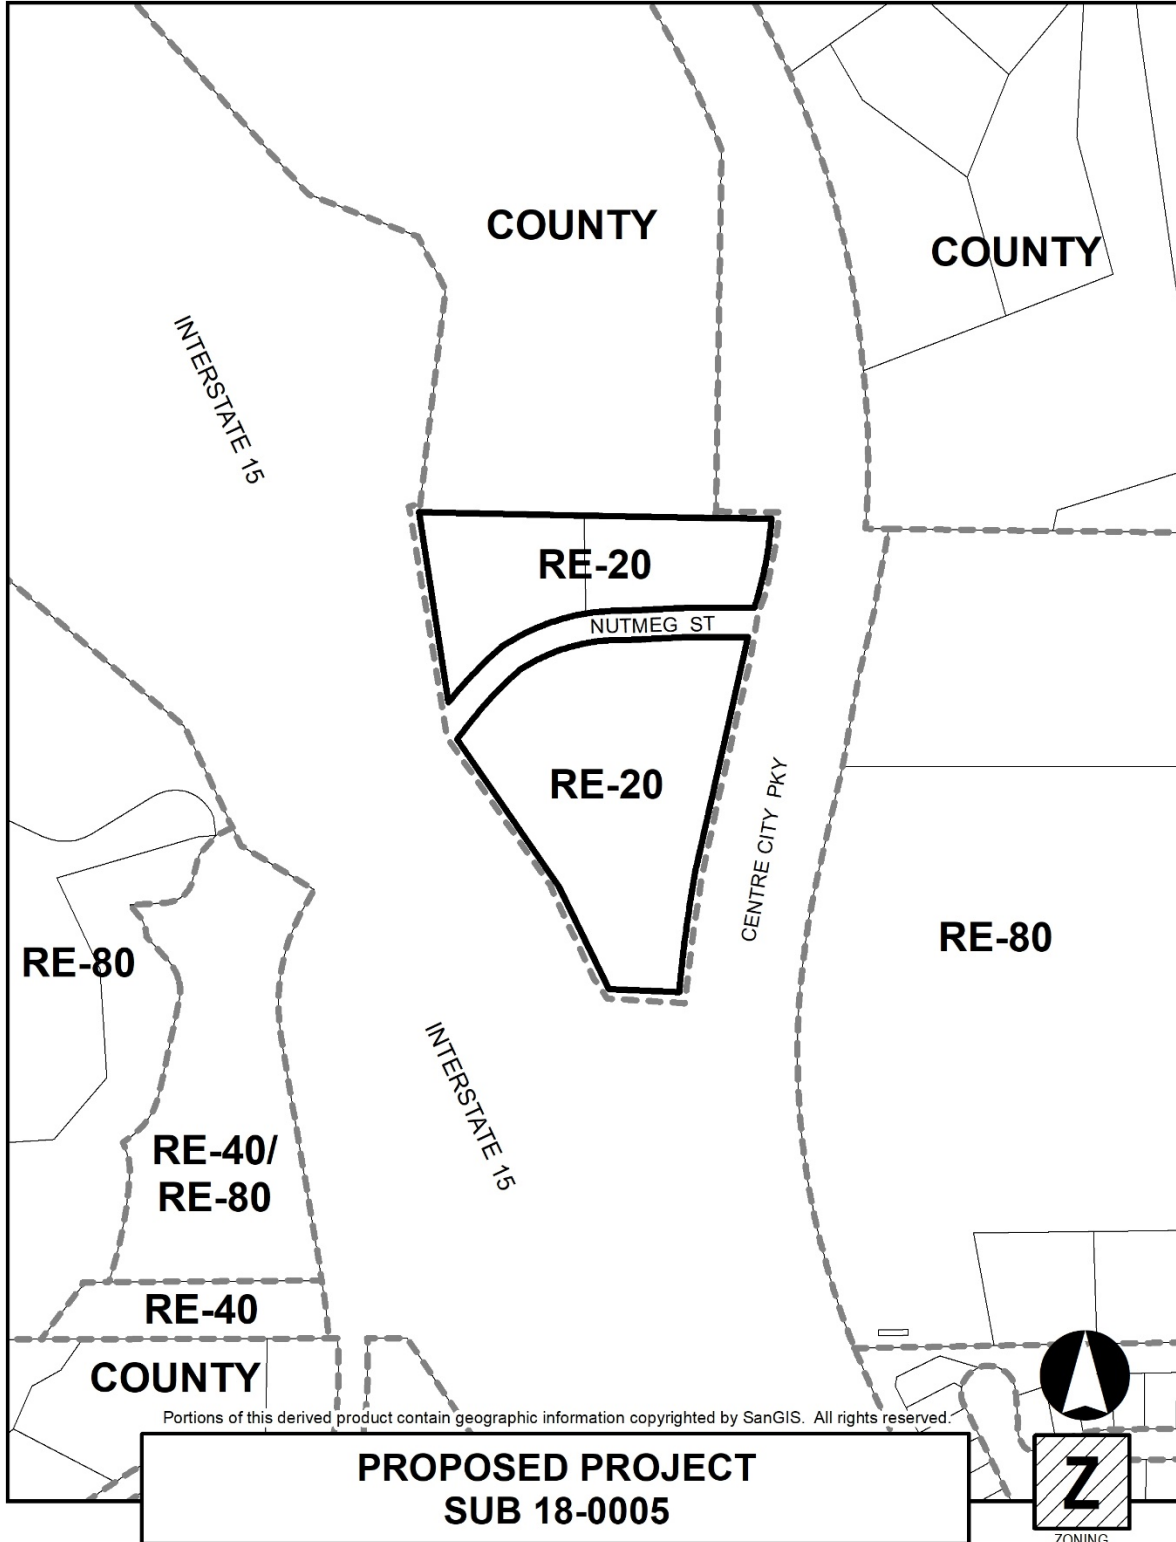 COUNTY
COUNTY
INTERSTATE 15
RE-20
NUTMEG ST
RE-20
CENTRE CITY PKY
RE-80
RE-80
INTERSTATE 15
RE-40/
RE-80
RE-40
COUNTY
Portions of this derived product contain geographic information copyrighted by SanGIS. All rights reserved.
PROPOSED PROJECT
SUB 18-0005
Z
ZONING